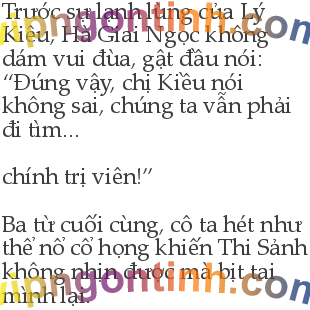 Trước sự lạnh lùng của Lý
Kiều, Hà Giai Ngọc không
dám vui đùa, gật đầu nói:
“Đúng vậy, chị Kiều nói
không sai, chúng ta vẫn phải
đi tìm...
chính trị viên!”
Ba từ cuối cùng, cô ta hét như
thể nổ cổ họng khiến Thi Sảnh
không nhịn được mà bịt tai
mình lại.
vipngontinh.com
vipngontinh.com